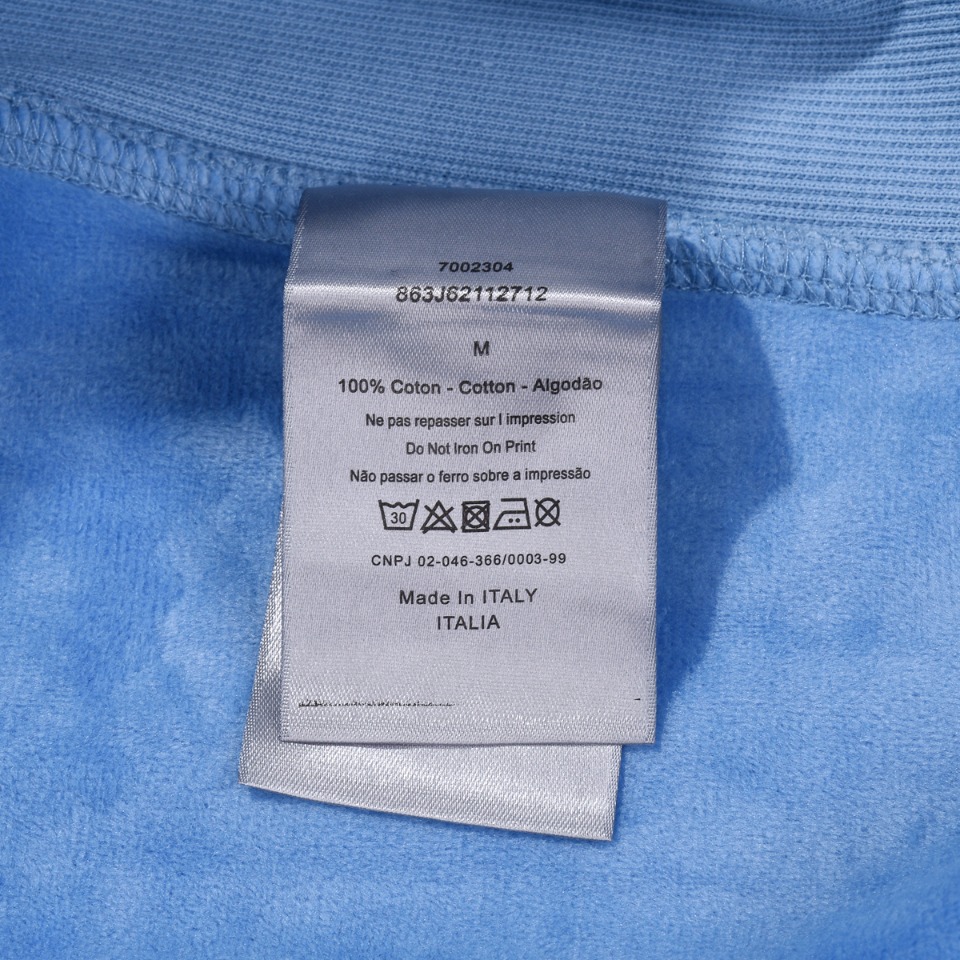 7002304
863J62112712
M
100% Coton - Cotton - Algodão
Ne pas repasser sur l impression
Do Not Iron On Print
Não passar o ferro sobre a impressão
30
CNPJ 02-046-366/0003-99
Made In ITALY
ITALIA